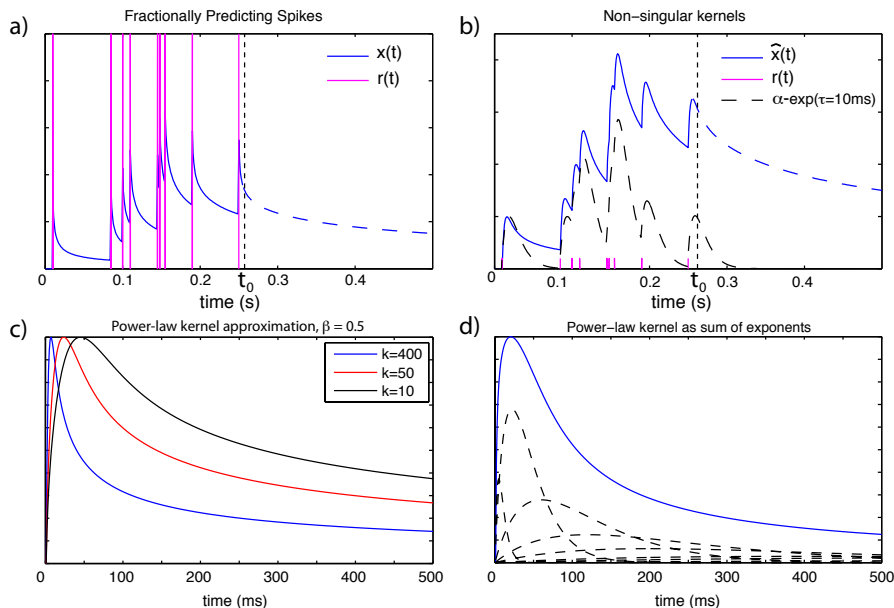 a)
Fractionally Predicting Spikes
x(t)
r(t)
0
0.1
0.2
t₀
0.3
0.4
time (s)
b)
Non-singular kernels
x̂(t)
r(t)
α-exp(τ=10ms)
0
0.1
0.2
t₀
0.3
0.4
time (s)
c)
Power-law kernel approximation, β = 0.5
k=400
k=50
k=10
0
100
200
300
400
500
time (ms)
d)
Power-law kernel as sum of exponents
0
100
200
300
400
500
time (ms)